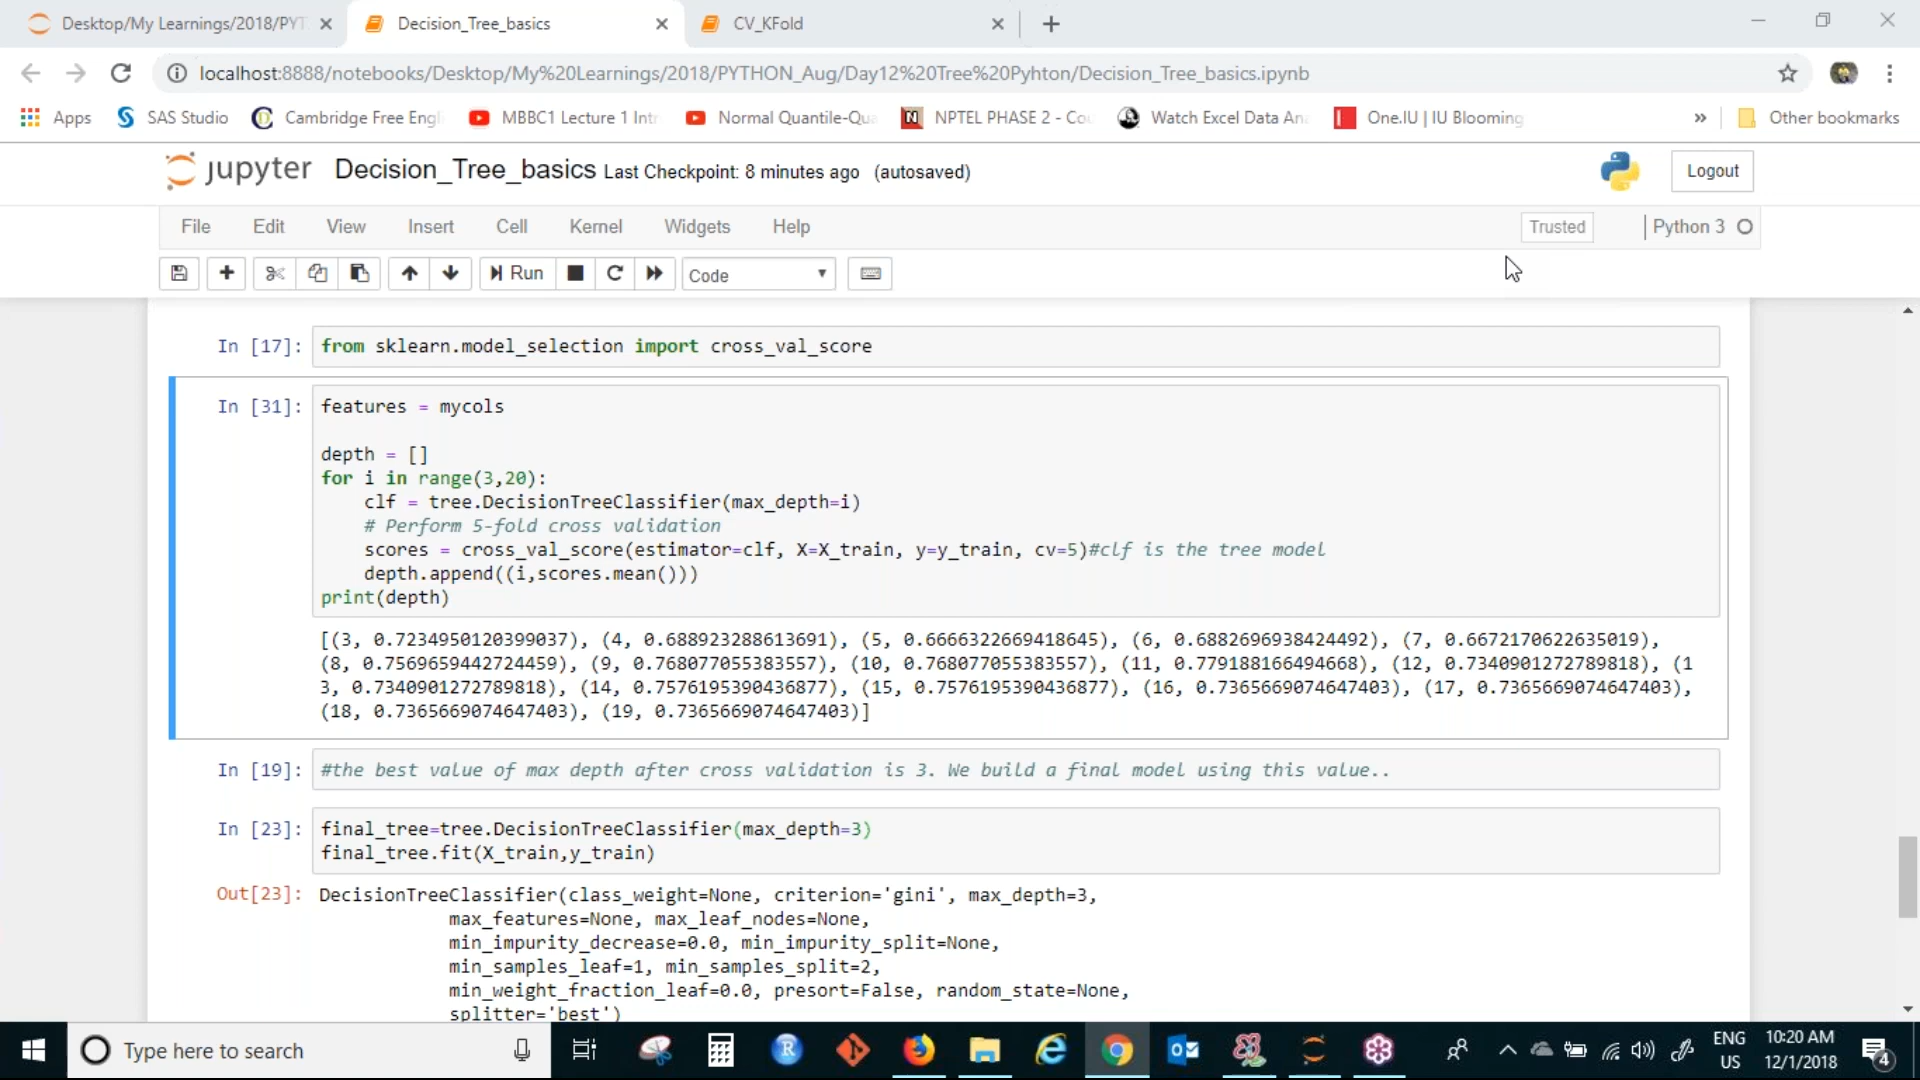 Desktop/My Learnings/2018/PYT
Decision_Tree_basics
CV_KFold
localhost:8888/notebooks/Desktop/My%20Learnings/2018/PYTHON_Aug/Day12%20Tree%20Pyhton/Decision_Tree_basics.ipynb
Apps
SAS Studio
Cambridge Free Engl
MBBC1 Lecture 1 Intr
Normal Quantile-Qua
NPTEL PHASE 2 - Cou
Watch Excel Data Ana
One.IU | IU Blooming
»
Other bookmarks
jupyter Decision_Tree_basics Last Checkpoint: 8 minutes ago (autosaved)
Logout
File Edit View Insert Cell Kernel Widgets Help
Trusted
Python 3
Run
Code
In [17]: from sklearn.model_selection import cross_val_score
In [31]: features = mycols
depth = []
for i in range(3,20):
clf = tree.DecisionTreeClassifier(max_depth=i)
# Perform 5-fold cross validation
scores = cross_val_score(estimator=clf, X=X_train, y=y_train, cv=5)#clf is the tree model
depth.append((i,scores.mean()))
print(depth)
[(3, 0.7234950120399037), (4, 0.688923288613691), (5, 0.6666322669418645), (6, 0.6882696938424492), (7, 0.6672170622635019),
(8, 0.7569659442724459), (9, 0.768077055383557), (10, 0.768077055383557), (11, 0.779188166494668), (12, 0.7340901272789818), (1
3, 0.7340901272789818), (14, 0.7576195390436877), (15, 0.7576195390436877), (16, 0.7365669074647403), (17, 0.7365669074647403),
(18, 0.7365669074647403), (19, 0.7365669074647403)]
In [19]: #the best value of max depth after cross validation is 3. We build a final model using this value..
In [23]: final_tree=tree.DecisionTreeClassifier(max_depth=3)
final_tree.fit(X_train,y_train)
Out[23]: DecisionTreeClassifier(class_weight=None, criterion='gini', max_depth=3,
max_features=None, max_leaf_nodes=None,
min_impurity_decrease=0.0, min_impurity_split=None,
min_samples_leaf=1, min_samples_split=2,
min_weight_fraction_leaf=0.0, presort=False, random_state=None,
splitter='best')
Type here to search
ENG
US
10:20 AM
12/1/2018
4